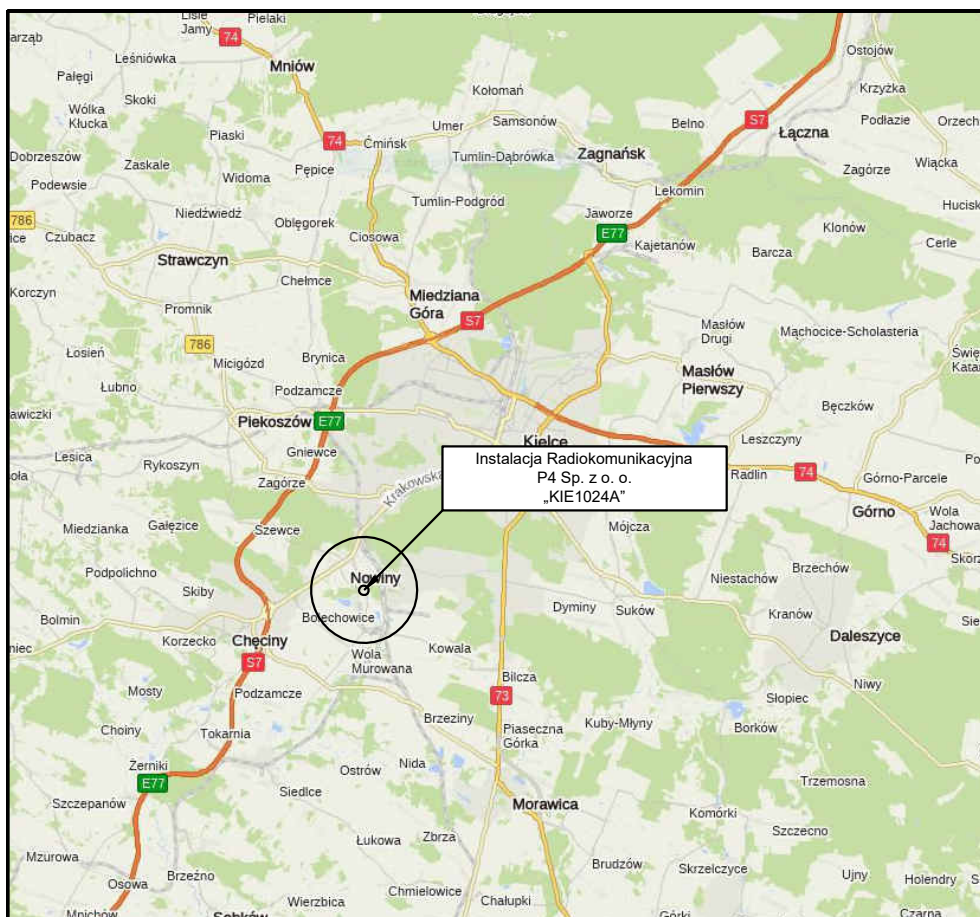 Lisie
Jamy
Pielaki
74
Leśniówka
Mniów
Ostojów
Pałęgi
Kołomań
Krzyżka
Skoki
Wólka
Kłucka
S7
Belno
Podłazie
Samsonów
Umer
Łączna
Piaski
74
Ćmińsk
Dobrzeszów
Zaskale
Pępice
Tumlin-Dąbrówka
Zagnańsk
Wiącka
Zagórze
Podewsie
Widoma
Lekomin
Tumlin-Podgród
Niedźwiedź
Jaworze
786
Oblęgorek
Klonów
Czubacz
Ciosowa
E77
Kajetanów
Cerle
Barcza
Strawczyn
Chełmce
Korczyn
Miedziana
Góra
Promnik
S7
Masłów
Drugi
Mąchocice-Scholasteria
786
Łosień
Micigózd
Brynica
Masłów
Pierwszy
Łubno
Podzamcze
Bęczków
Piekoszów
E77
Kielce
Leszczyny
Lesica
Rykoszyn
Gniewce
Instalacja Radiokomunikacyjna
P4 Sp. z o. o.
„KIE1024A”
Radlin
74
Górno-Parcele
Zagórze
Krakowska
Górno
Wola
Jachowa
Miedzianka
Gałęzice
Szewce
Mójcza
74
Podpolichno
Nowiny
Niestachów
Brzechów
Skiby
Bolmin
Bolechowice
Dyminy
Suków
Kranów
Korzecko
Chęciny
Kowala
Daleszyce
Wola
Murowana
S7
Bilcza
Mosty
Podzamcze
73
Niwy
Słopiec
Choiny
Brzeziny
Piaseczna
Górka
Kuby-Młyny
Borków
Tokarnia
Żerniki
E77
Ostrów
Nida
Trzemosna
Szczepanów
Siedlce
Morawica
Komórki
Szczecno
Łukowa
Zbrza
Mzurowa
Brudzów
Skrzelczyce
Brzeźno
Ujny
Holendry
Osowa
Chmielowice
Wierzbica
Chałupki
Mnichów
Sobków
Górki
Czarna